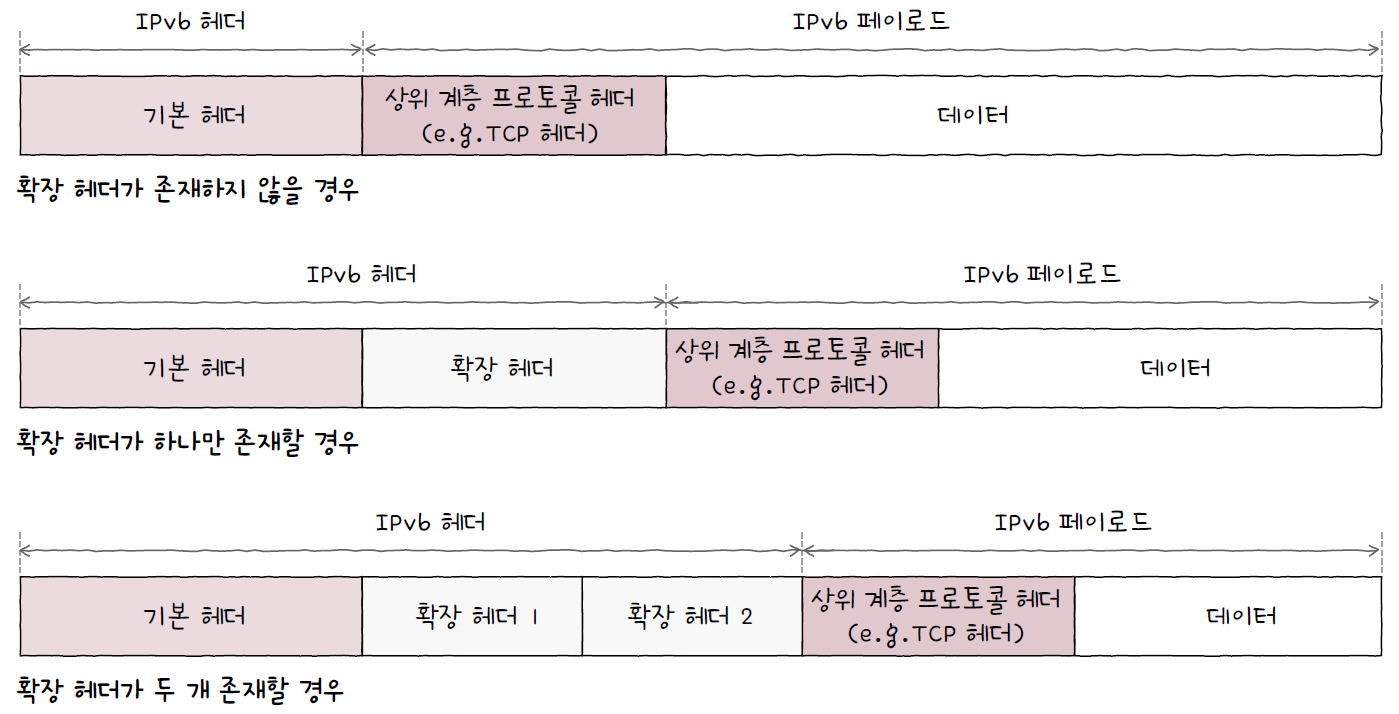 IPv6 헤더
IPv6 페이로드
기본 헤더
상위 계층 프로토콜 헤더
(e.g.TCP 헤더)
데이터
확장 헤더가 존재하지 않을 경우
IPv6 헤더
IPv6 페이로드
기본 헤더
확장 헤더
상위 계층 프로토콜 헤더
(e.g.TCP 헤더)
데이터
확장 헤더가 하나만 존재할 경우
IPv6 헤더
IPv6 페이로드
기본 헤더
확장 헤더 1
확장 헤더 2
상위 계층 프로토콜 헤더
(e.g.TCP 헤더)
데이터
확장 헤더가 두 개 존재할 경우